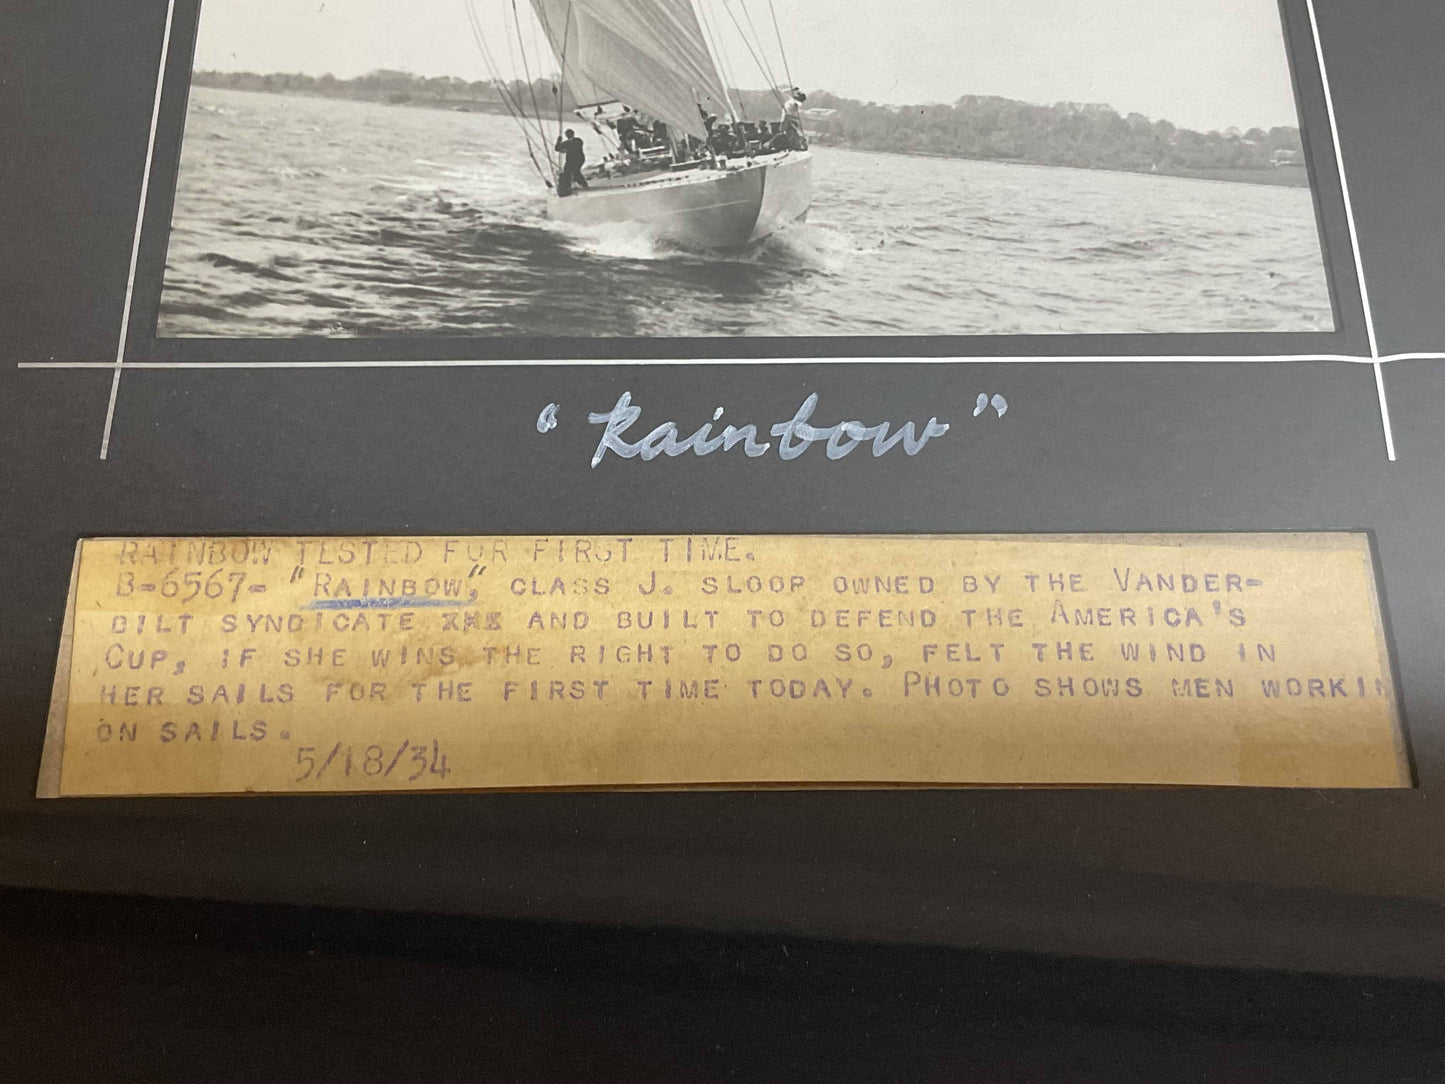 "Rainbow"
RAINBOW TESTED FOR FIRST TIME.
B-6567- "RAINBOW," CLASS J. SLOOP OWNED BY THE VANDER-
BILT SYNDICATE XXX AND BUILT TO DEFEND THE AMERICA'S
CUP, IF SHE WINS THE RIGHT TO DO SO, FELT THE WIND IN
HER SAILS FOR THE FIRST TIME TODAY. PHOTO SHOWS MEN WORKIN
ON SAILS.
5/18/34